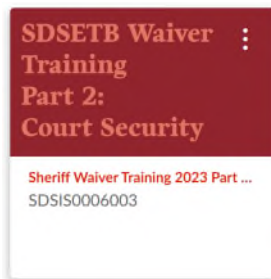 SDSETB Waiver
Training
Part 2:
Court Security
Sheriff Waiver Training 2023 Part ...
SDSIS0006003